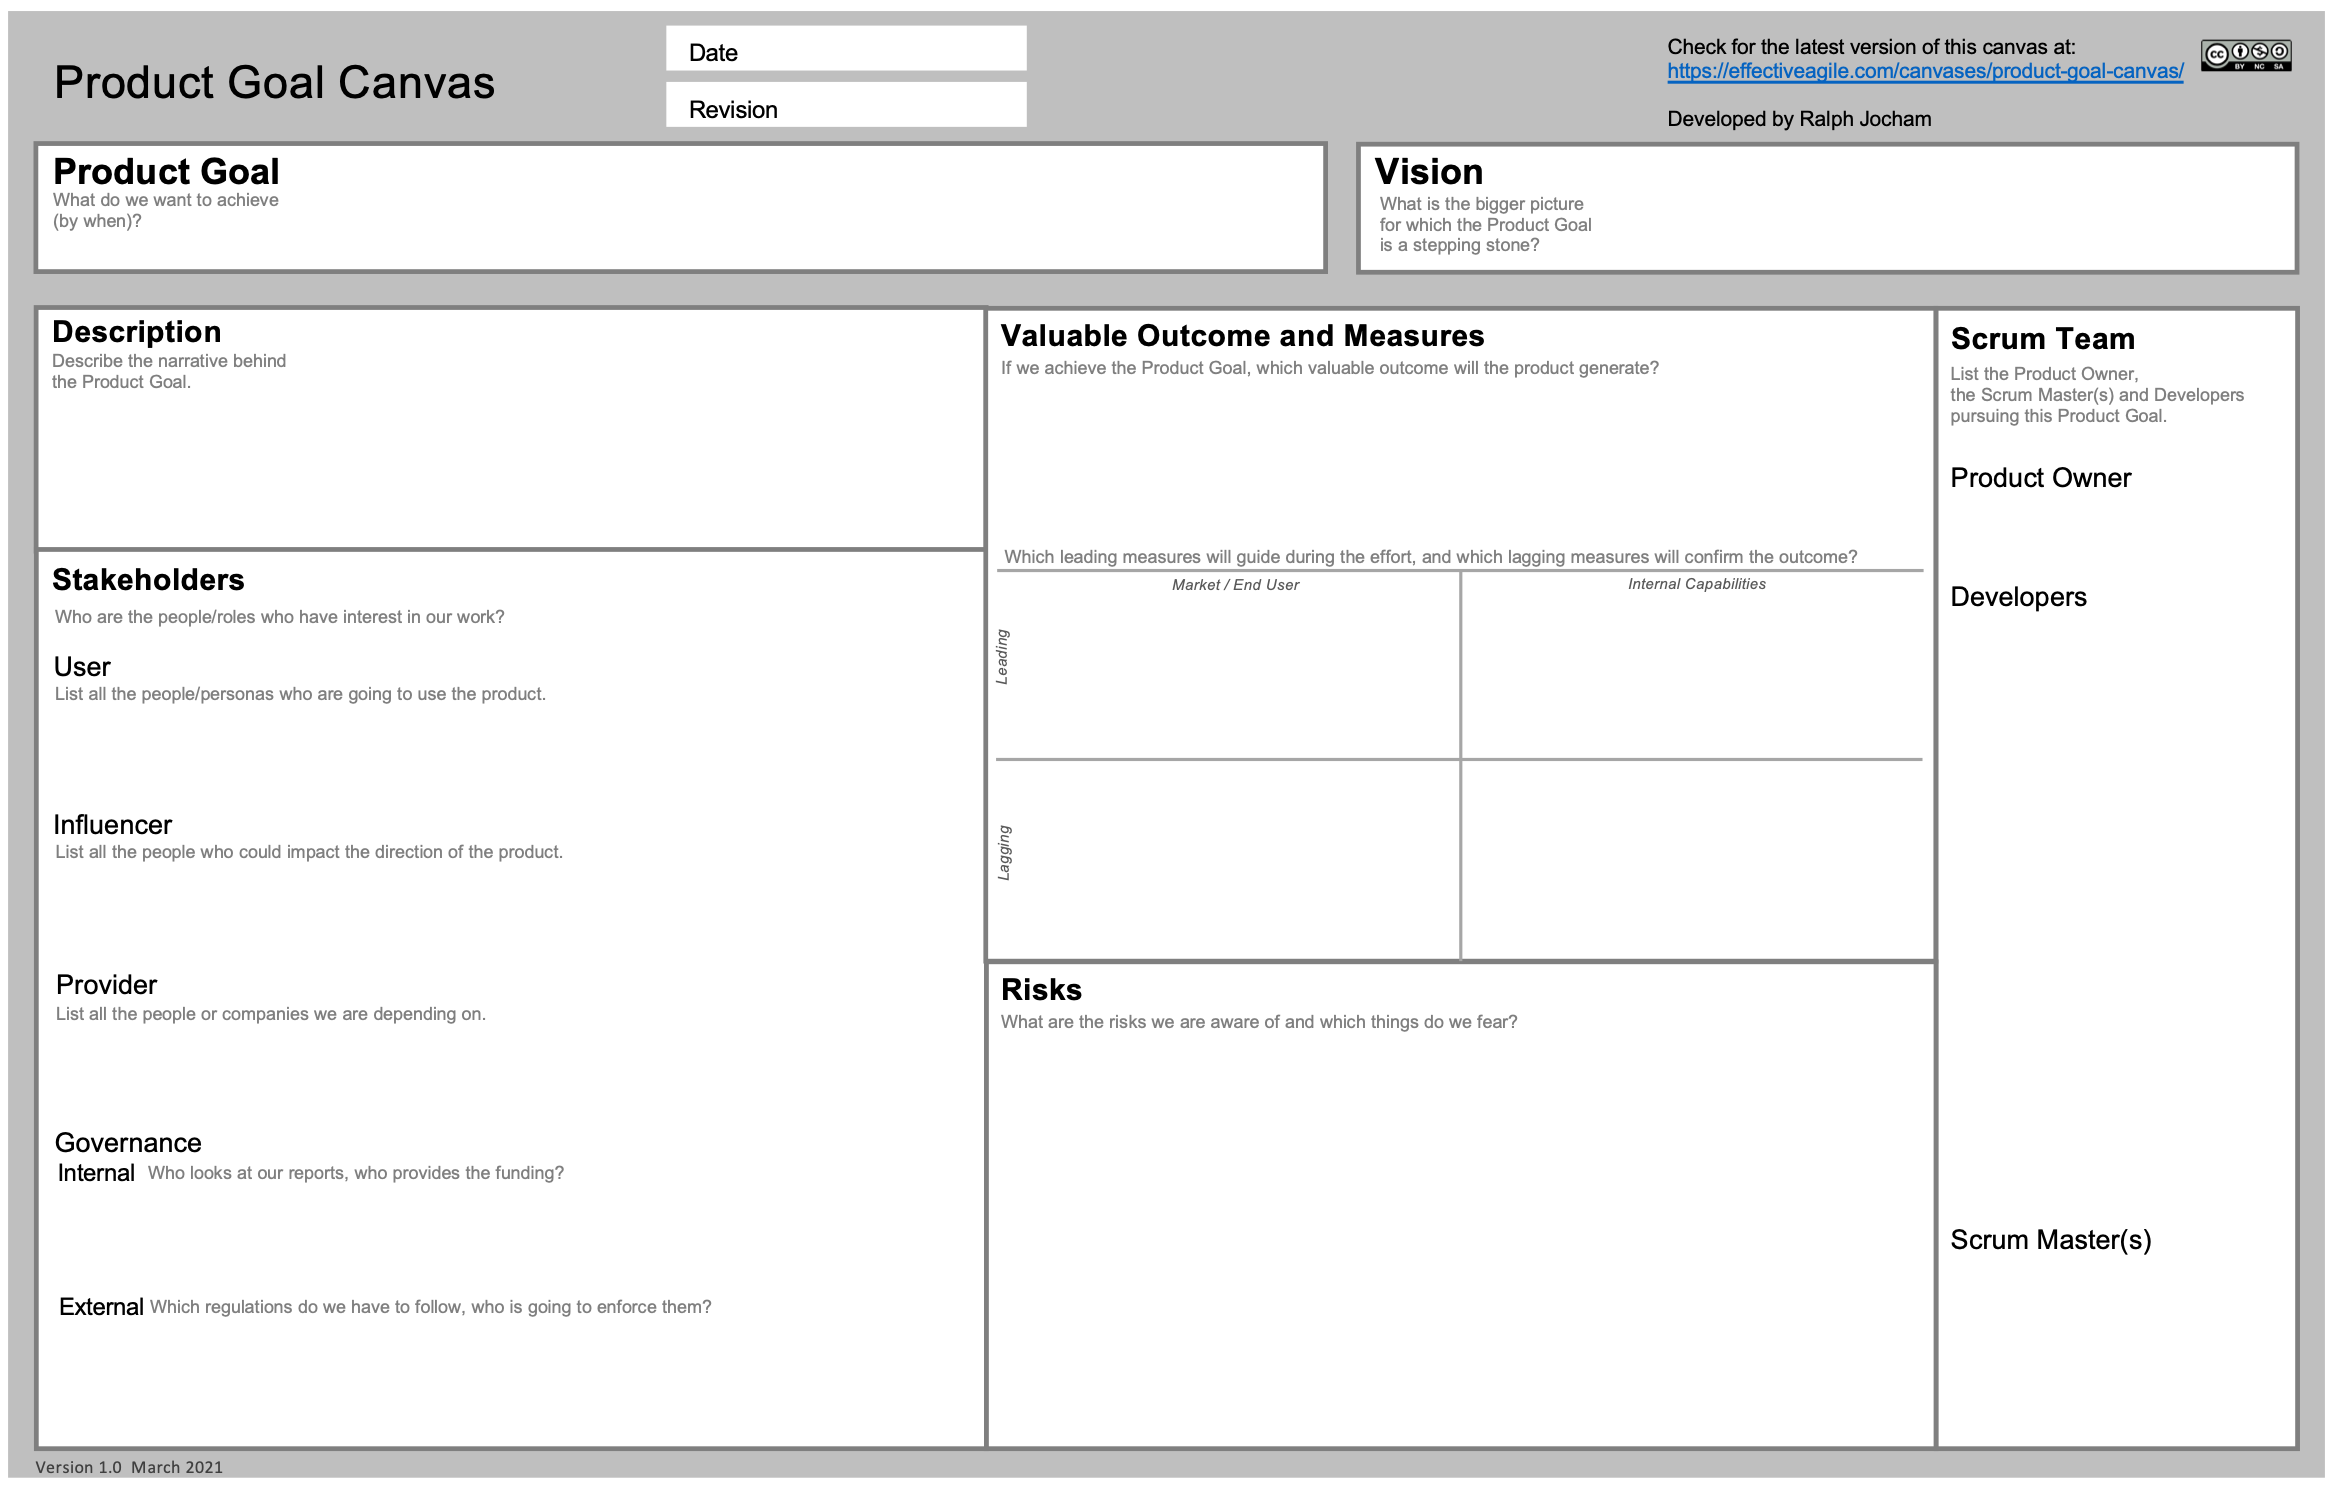 Product Goal Canvas
Date
Revision
Check for the latest version of this canvas at:
https://effectiveagile.com/canvases/product-goal-canvas/
Developed by Ralph Jocham
cc
BY NC SA
Product Goal
What do we want to achieve
(by when)?
Vision
What is the bigger picture
for which the Product Goal
is a stepping stone?
Description
Describe the narrative behind
the Product Goal.
Stakeholders
Who are the people/roles who have interest in our work?
User
List all the people/personas who are going to use the product.
Influencer
List all the people who could impact the direction of the product.
Provider
List all the people or companies we are depending on.
Governance
Internal Who looks at our reports, who provides the funding?
External Which regulations do we have to follow, who is going to enforce them?
Valuable Outcome and Measures
If we achieve the Product Goal, which valuable outcome will the product generate?
Which leading measures will guide during the effort, and which lagging measures will confirm the outcome?
Market / End User
Internal Capabilities
Leading
Lagging
Risks
What are the risks we are aware of and which things do we fear?
Scrum Team
List the Product Owner,
the Scrum Master(s) and Developers
pursuing this Product Goal.
Product Owner
Developers
Scrum Master(s)
Version 1.0 March 2021